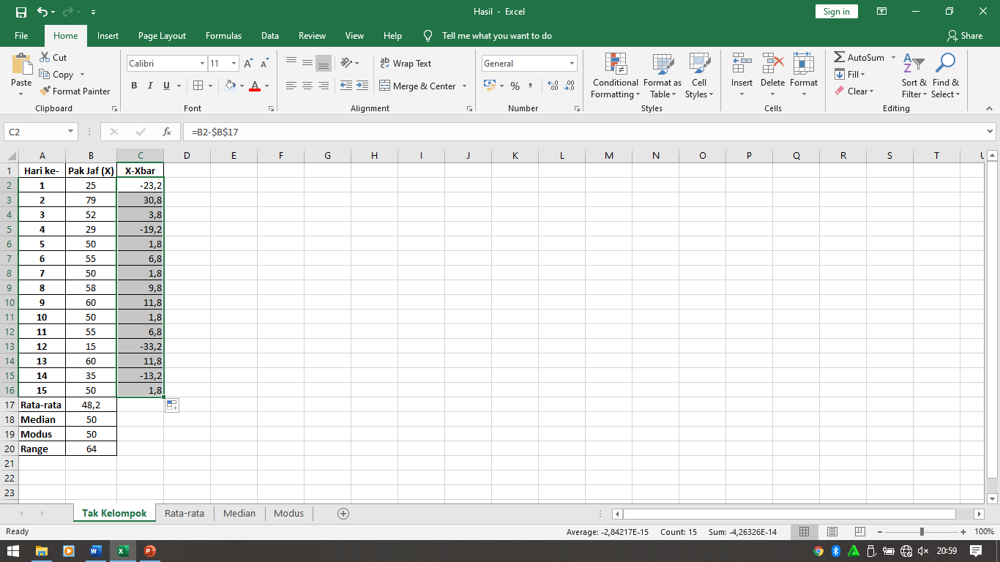 Hasil - Excel
Sign in
File Home Insert Page Layout Formulas Data Review View Help Tell me what you want to do Share
Paste
Cut
Copy
Format Painter
Clipboard
Calibri 11
B I U
Font
Wrap Text
Merge & Center
Alignment
General
Number
Conditional Formatting
Format as Table
Cell Styles
Styles
Insert Delete Format
Cells
AutoSum
Fill
Clear
Sort & Filter
Find & Select
Editing
C2 fx =B2-$B$17
A B C D E F G H I J K L M N O P Q R S T U
1 Hari ke- Pak Jaf (X) X-Xbar
2 1 25 -23,2
3 2 79 30,8
4 3 52 3,8
5 4 29 -19,2
6 5 50 1,8
7 6 55 6,8
8 7 50 1,8
9 8 58 9,8
10 9 60 11,8
11 10 50 1,8
12 11 55 6,8
13 12 15 -33,2
14 13 60 11,8
15 14 35 -13,2
16 15 50 1,8
17 Rata-rata 48,2
18 Median 50
19 Modus 50
20 Range 64
21
22
23
Tak Kelompok Rata-rata Median Modus
Ready Average: -2,84217E-15 Count: 15 Sum: -4,26326E-14 100%
20:59